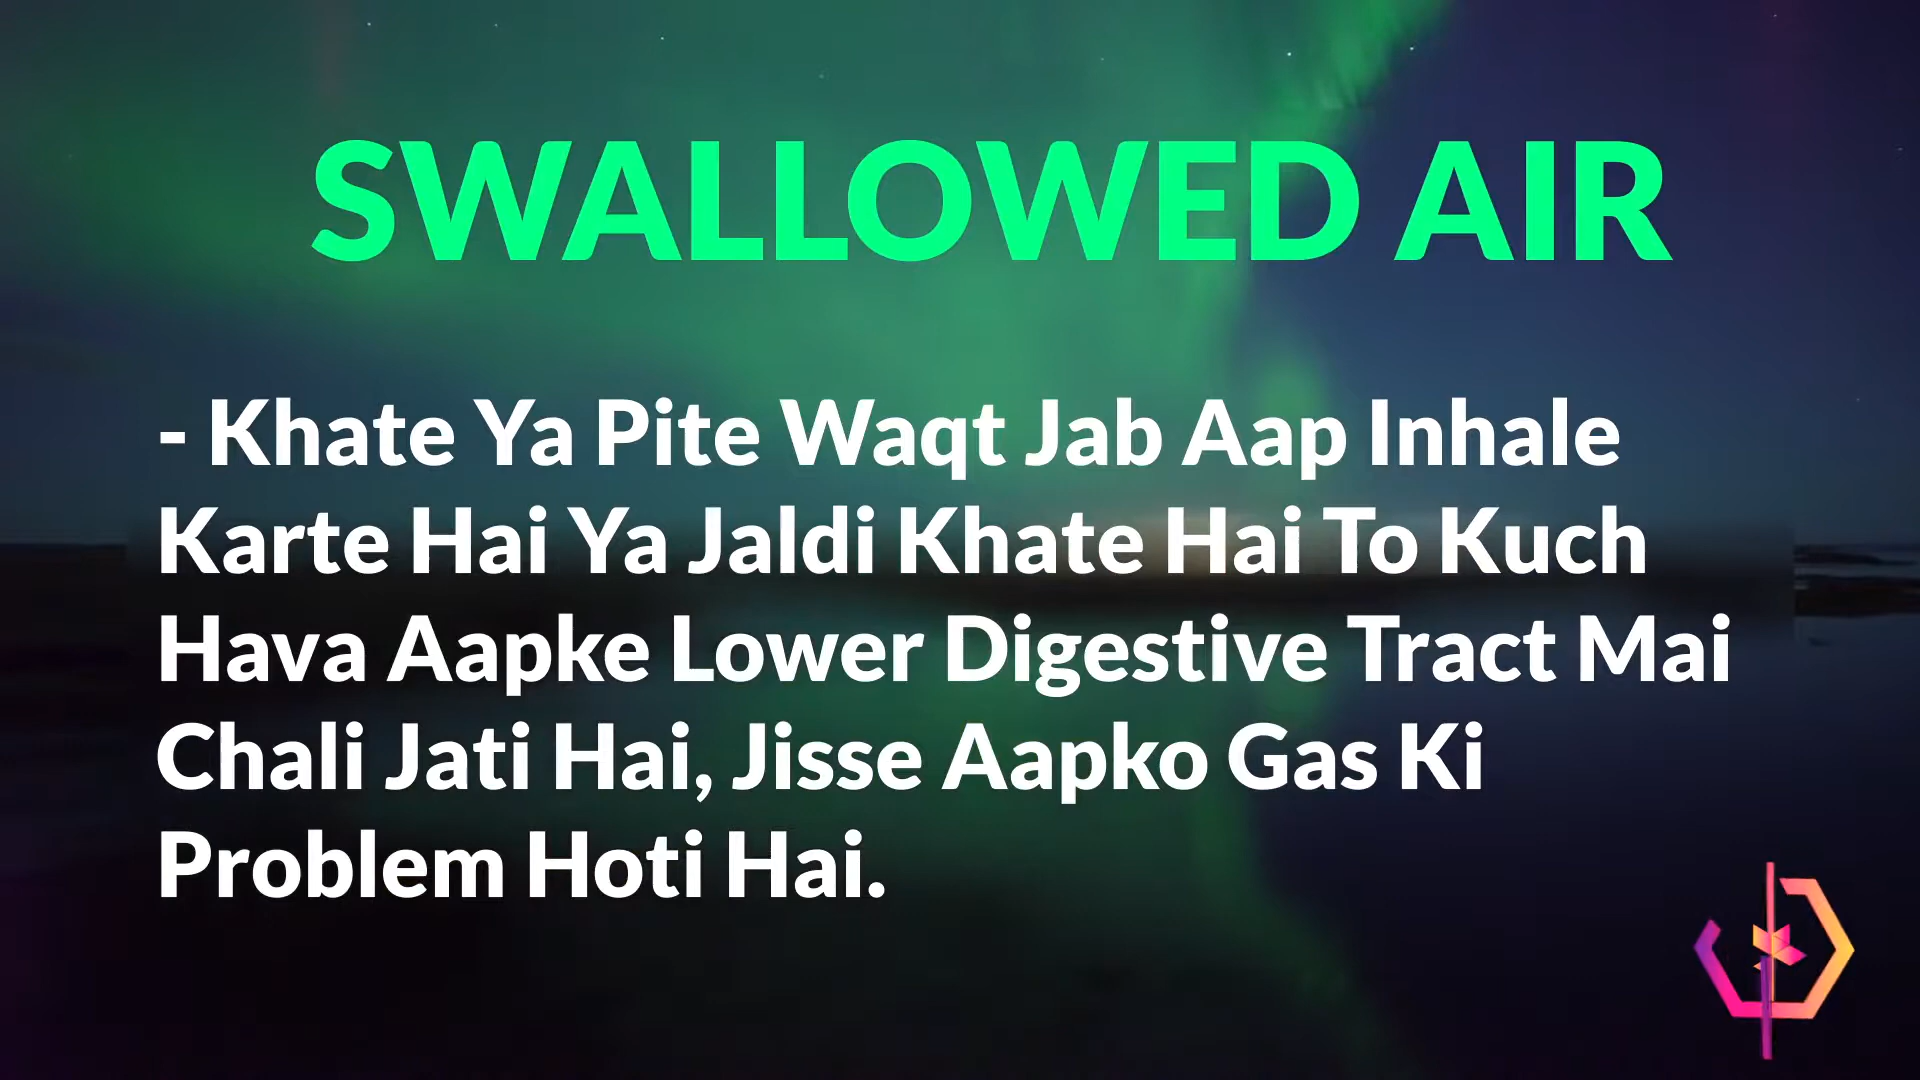 SWALLOWED AIR
- Khate Ya Pite Waqt Jab Aap Inhale
Karte Hai Ya Jaldi Khate Hai To Kuch
Hava Aapke Lower Digestive Tract Mai
Chali Jati Hai, Jisse Aapko Gas Ki
Problem Hoti Hai.